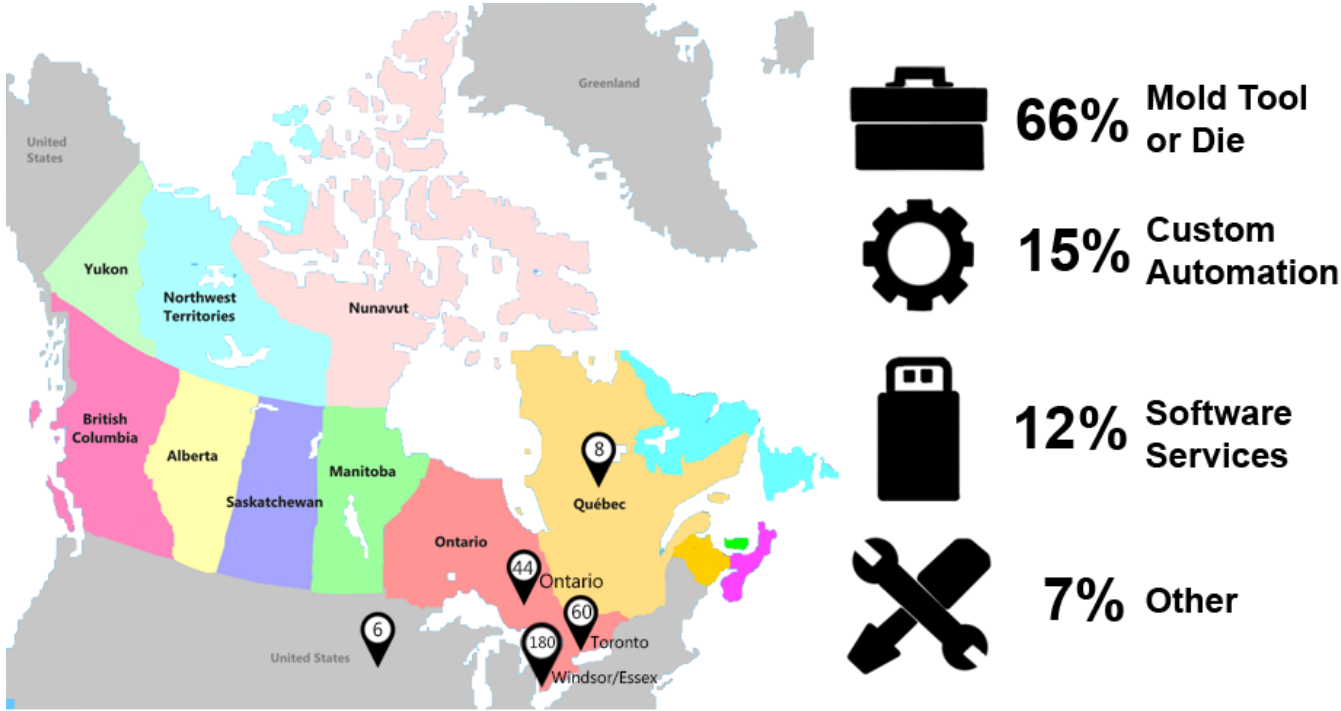 Greenland
United
States
Yukon
Northwest
Territories
Nunavut
British
Columbia
Alberta
Saskatchewan
Manitoba
Ontario
8
Québec
44
Ontario
60
Toronto
180
Windsor/Essex
6
United States
66%
Mold Tool
or Die
15%
Custom
Automation
12%
Software
Services
7%
Other